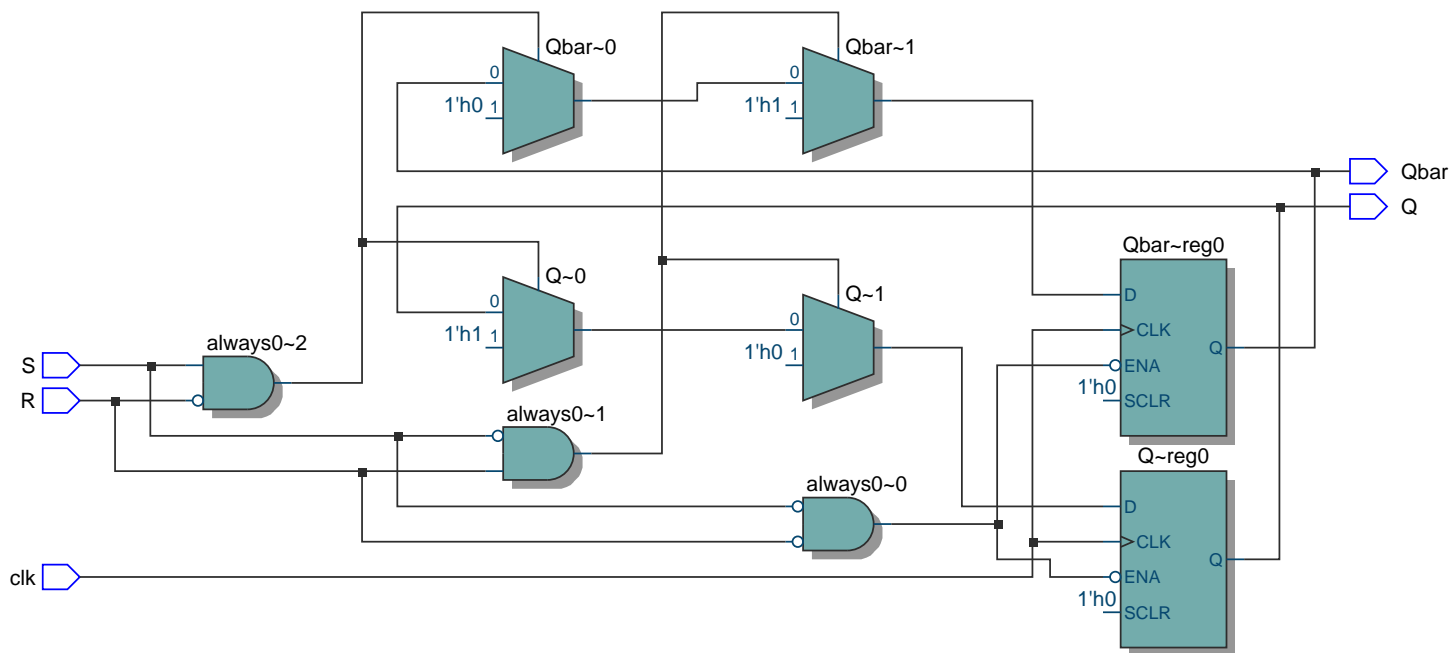 Qbar~0
0
1'h0 1
Qbar~1
0
1'h1 1
Qbar
Q
Q~0
0
1'h1 1
Q~1
0
1'h0 1
Qbar~reg0
D
CLK
ENA
1'h0
SCLR
Q
always0~2
S
R
always0~1
always0~0
Q~reg0
D
CLK
ENA
1'h0
SCLR
Q
clk